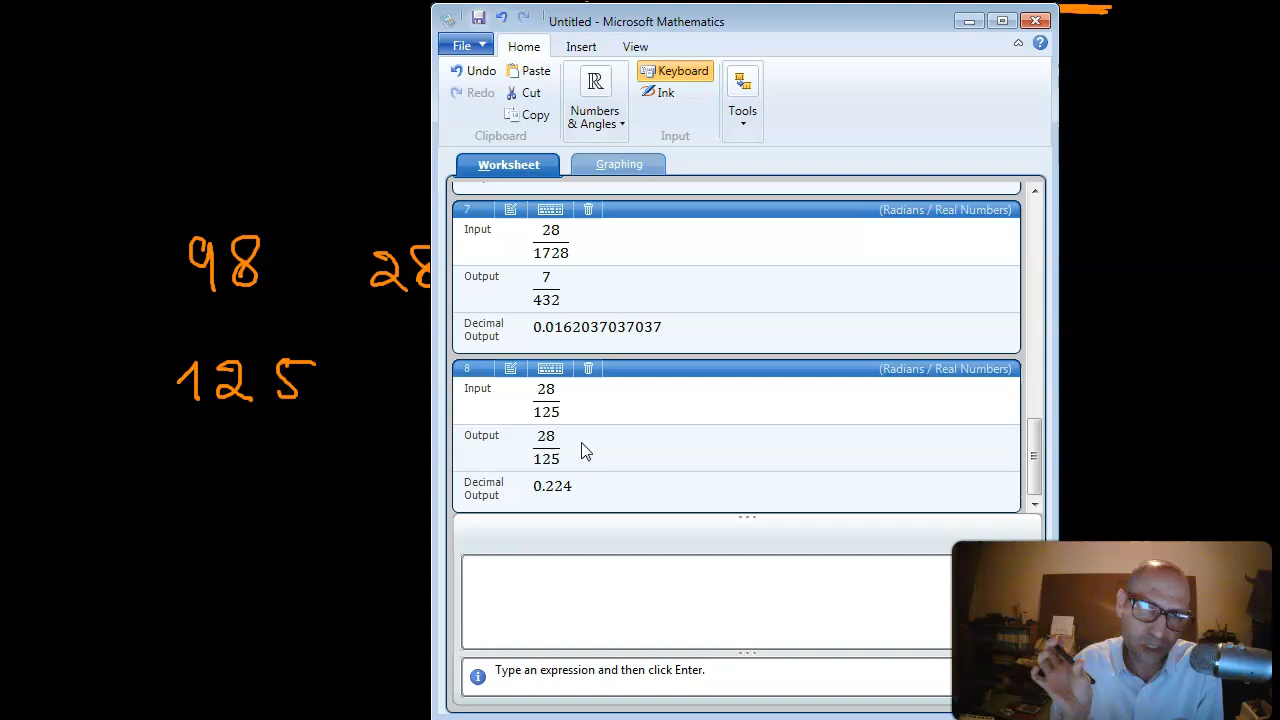 Untitled - Microsoft Mathematics
File Home Insert View
Undo Paste
Redo Cut
Copy
Clipboard
Numbers
& Angles
Keyboard
Ink
Input
Tools
Worksheet Graphing
98 28
125
7 (Radians / Real Numbers)
Input 28
1728
Output 7
432
Decimal
Output 0.0162037037037
8 (Radians / Real Numbers)
Input 28
125
Output 28
125
Decimal
Output 0.224
Type an expression and then click Enter.